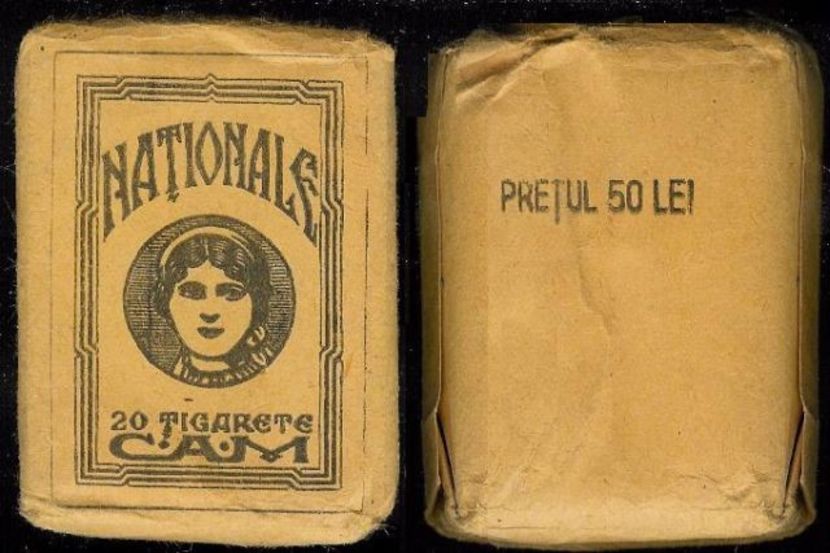 NAȚIONALE
20 ȚIGARETE
C.A.M
PREȚUL 50 LEI